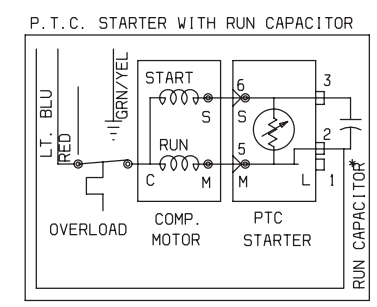 P.T.C. STARTER WITH RUN CAPACITOR
LT. BLU
RED
GRN/YEL
START
RUN
S
C
M
6
S
5
M
3
2
L
1
OVERLOAD
COMP.
MOTOR
PTC
STARTER
RUN CAPACITOR*